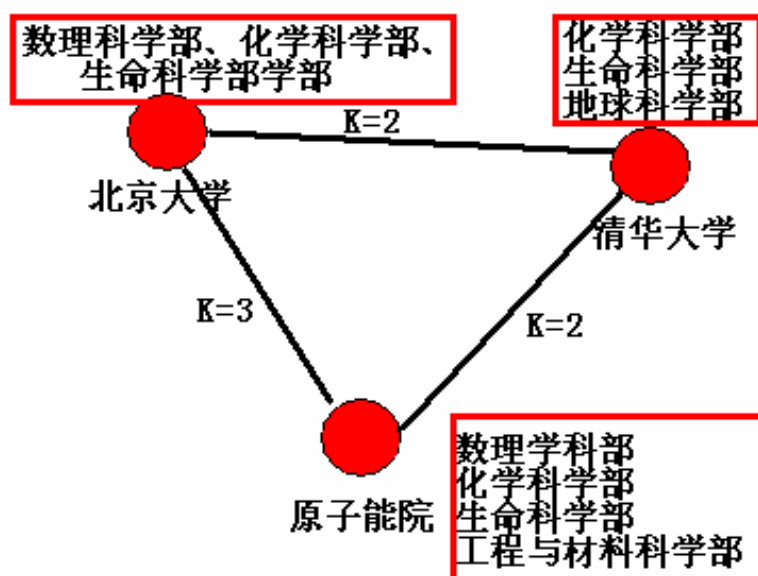 数理科学部、化学科学部、
生命科学部学部
化学科学部
生命科学部
地球科学部
K=2
北京大学
清华大学
K=3
K=2
数理学科部
化学科学部
生命科学部
工程与材料科学部
原子能院